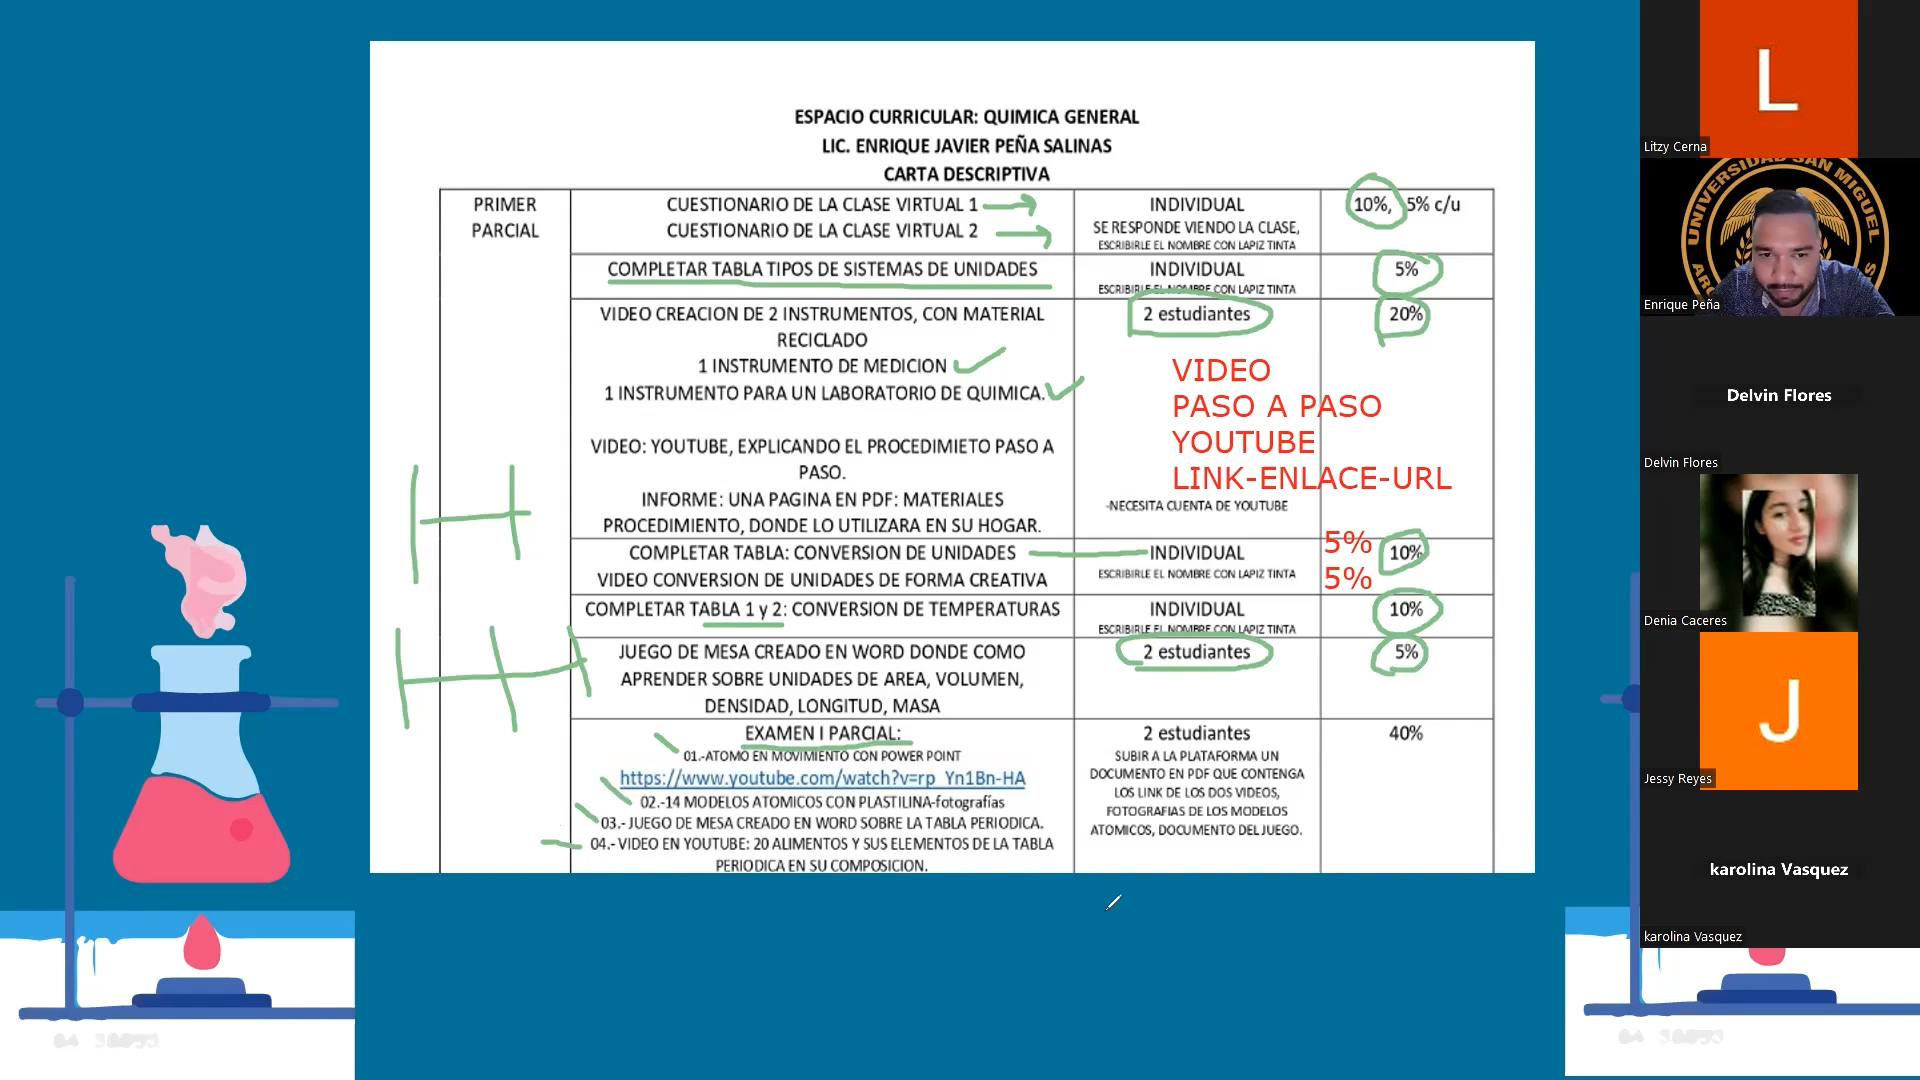 ESPACIO CURRICULAR: QUIMICA GENERAL
LIC. ENRIQUE JAVIER PEÑA SALINAS
CARTA DESCRIPTIVA
PRIMER
PARCIAL
CUESTIONARIO DE LA CLASE VIRTUAL 1
CUESTIONARIO DE LA CLASE VIRTUAL 2
INDIVIDUAL
SE RESPONDE VIENDO LA CLASE,
ESCRIBIRLE EL NOMBRE CON LAPIZ TINTA
10%, 5% c/u
COMPLETAR TABLA TIPOS DE SISTEMAS DE UNIDADES
INDIVIDUAL
ESCRIBIRLE EL NOMBRE CON LAPIZ TINTA
5%
VIDEO CREACION DE 2 INSTRUMENTOS, CON MATERIAL
RECICLADO
1 INSTRUMENTO DE MEDICION
1 INSTRUMENTO PARA UN LABORATORIO DE QUIMICA.
VIDEO: YOUTUBE, EXPLICANDO EL PROCEDIMIETO PASO A
PASO.
INFORME: UNA PAGINA EN PDF: MATERIALES
PROCEDIMIENTO, DONDE LO UTILIZARA EN SU HOGAR.
2 estudiantes
VIDEO
PASO A PASO
YOUTUBE
LINK-ENLACE-URL
-NECESITA CUENTA DE YOUTUBE
20%
COMPLETAR TABLA: CONVERSION DE UNIDADES
VIDEO CONVERSION DE UNIDADES DE FORMA CREATIVA
INDIVIDUAL
ESCRIBIRLE EL NOMBRE CON LAPIZ TINTA
5%
5%
10%
COMPLETAR TABLA 1 y 2: CONVERSION DE TEMPERATURAS
INDIVIDUAL
ESCRIBIRLE EL NOMBRE CON LAPIZ TINTA
10%
JUEGO DE MESA CREADO EN WORD DONDE COMO
APRENDER SOBRE UNIDADES DE AREA, VOLUMEN,
DENSIDAD, LONGITUD, MASA
2 estudiantes
5%
EXAMEN I PARCIAL:
01.-ATOMO EN MOVIMIENTO CON POWER POINT
https://www.youtube.com/watch?v=rp_Yn1Bn-HA
02.-14 MODELOS ATOMICOS CON PLASTILINA-fotografías
03.- JUEGO DE MESA CREADO EN WORD SOBRE LA TABLA PERIODICA.
04.- VIDEO EN YOUTUBE: 20 ALIMENTOS Y SUS ELEMENTOS DE LA TABLA
PERIODICA EN SU COMPOSICION.
2 estudiantes
SUBIR A LA PLATAFORMA UN
DOCUMENTO EN PDF QUE CONTENGA
LOS LINK DE LOS DOS VIDEOS,
FOTOGRAFIAS DE LOS MODELOS
ATOMICOS, DOCUMENTO DEL JUEGO.
40%
L
Litzy Cerna
UNIVERSIDAD SAN MIGUEL
Enrique Peña
Delvin Flores
Delvin Flores
Denia Caceres
J
Jessy Reyes
karolina Vasquez
karolina Vasquez